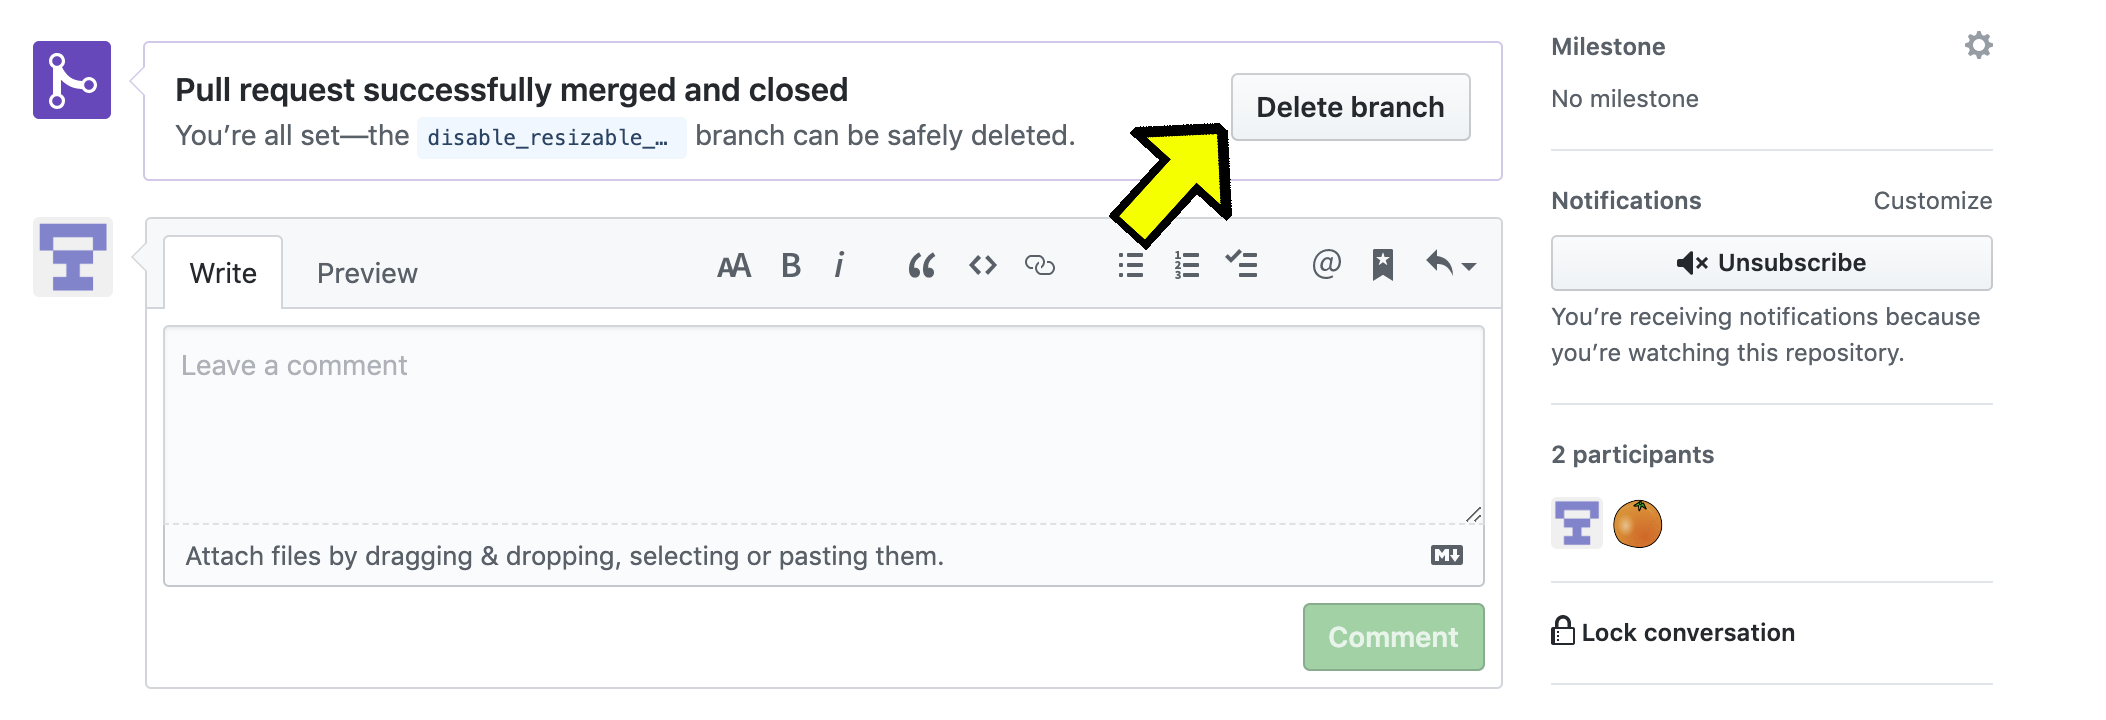 Pull request successfully merged and closed
You’re all set—the disable_resizable_… branch can be safely deleted.
Delete branch
Write
Preview
AA B i
@
Leave a comment
Attach files by dragging & dropping, selecting or pasting them.
M
Comment
Milestone
No milestone
Notifications
Customize
Unsubscribe
You’re receiving notifications because
you’re watching this repository.
2 participants
Lock conversation